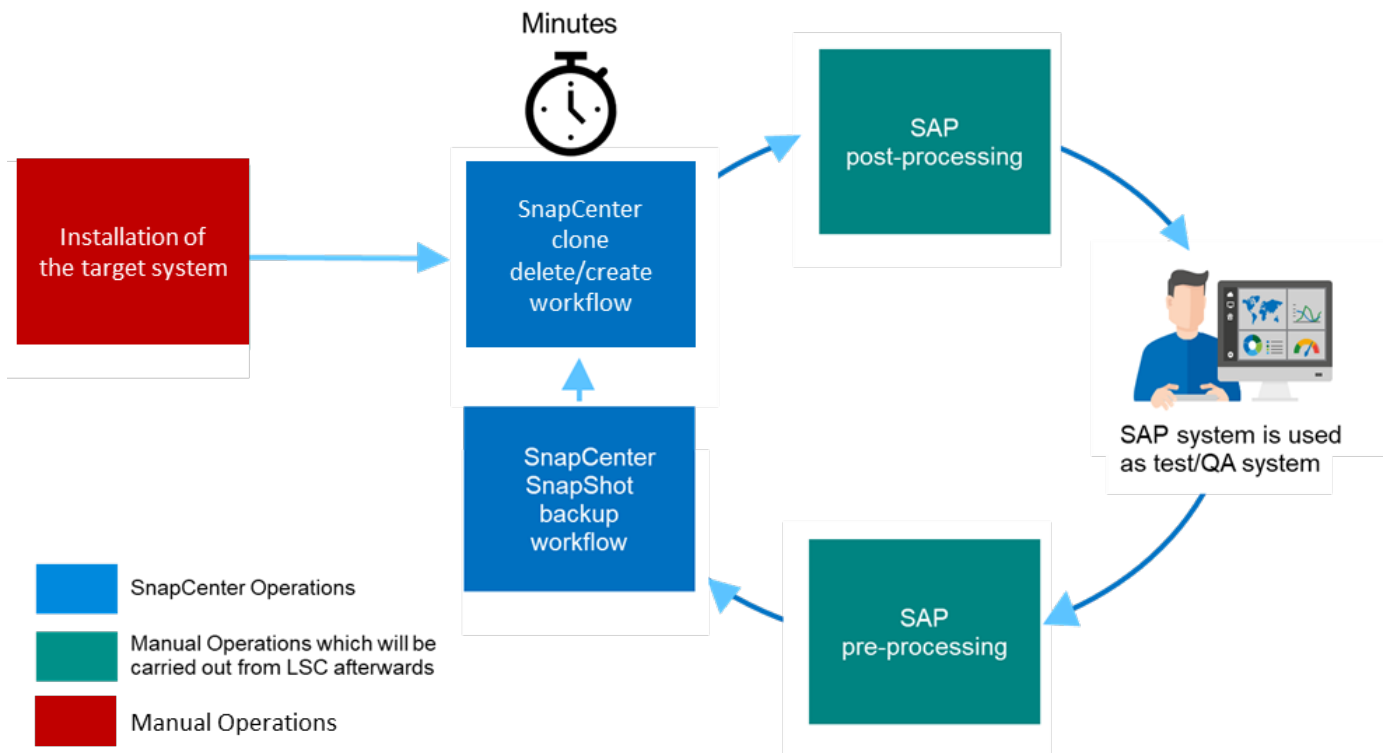 Minutes
Installation of
the target system
SnapCenter
clone
delete/create
workflow
SAP
post-processing
SAP system is used
as test/QA system
SnapCenter
SnapShot
backup
workflow
SAP
pre-processing
SnapCenter Operations
Manual Operations which will be
carried out from LSC afterwards
Manual Operations